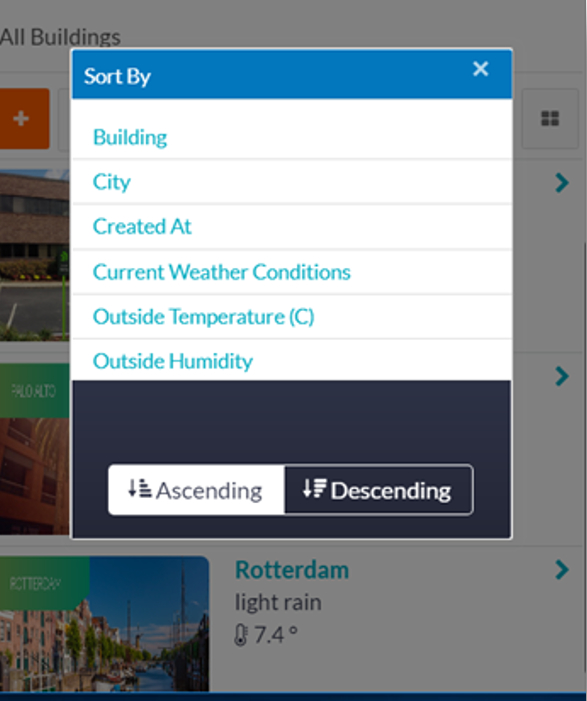 All Buildings
Sort By ×
+
Building
City
Created At
Current Weather Conditions
Outside Temperature (C)
Outside Humidity
PALO ALTO
Ascending Descending
ROTTERDAM
Rotterdam
light rain
7.4 °